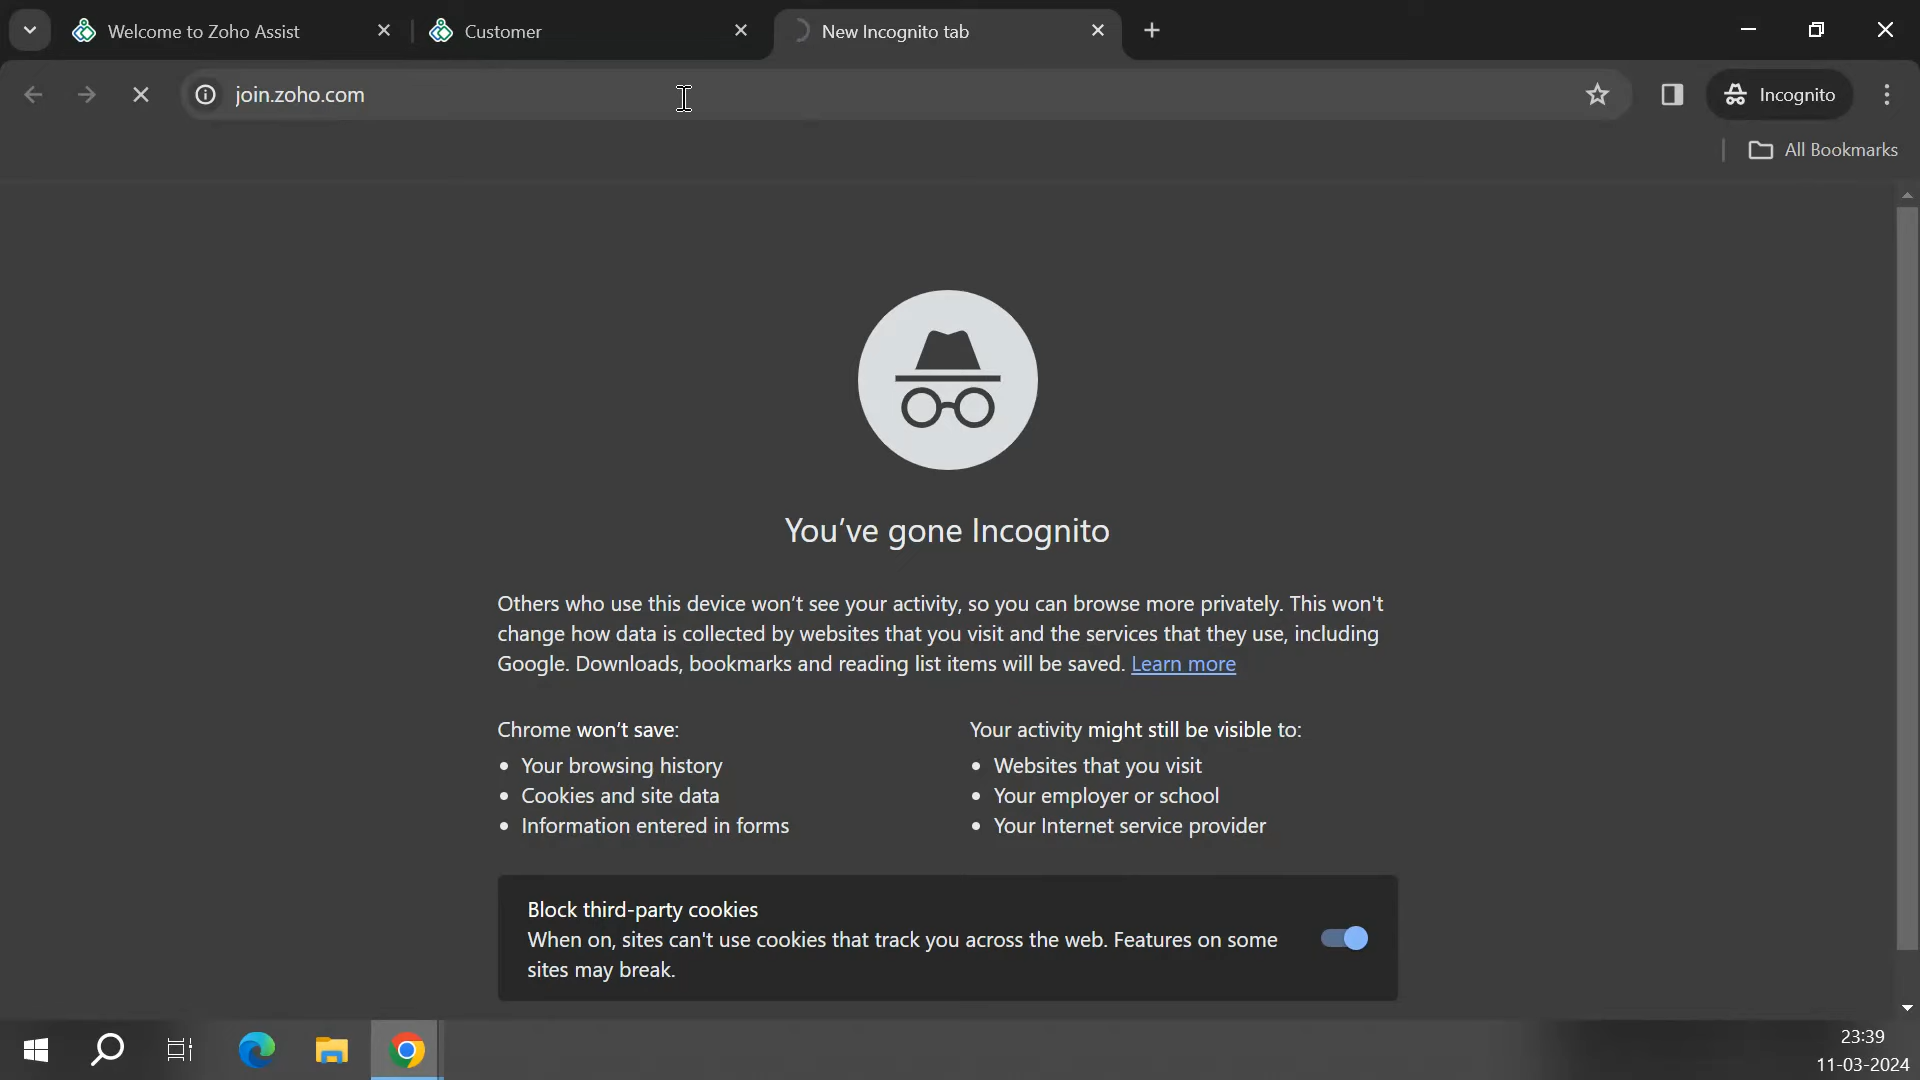 Welcome to Zoho Assist
Customer
New Incognito tab
join.zoho.com
Incognito
All Bookmarks
You've gone Incognito
Others who use this device won't see your activity, so you can browse more privately. This won't
change how data is collected by websites that you visit and the services that they use, including
Google. Downloads, bookmarks and reading list items will be saved. Learn more
Chrome won't save:
• Your browsing history
• Cookies and site data
• Information entered in forms
Your activity might still be visible to:
• Websites that you visit
• Your employer or school
• Your Internet service provider
Block third-party cookies
When on, sites can't use cookies that track you across the web. Features on some
sites may break.
23:39
11-03-2024